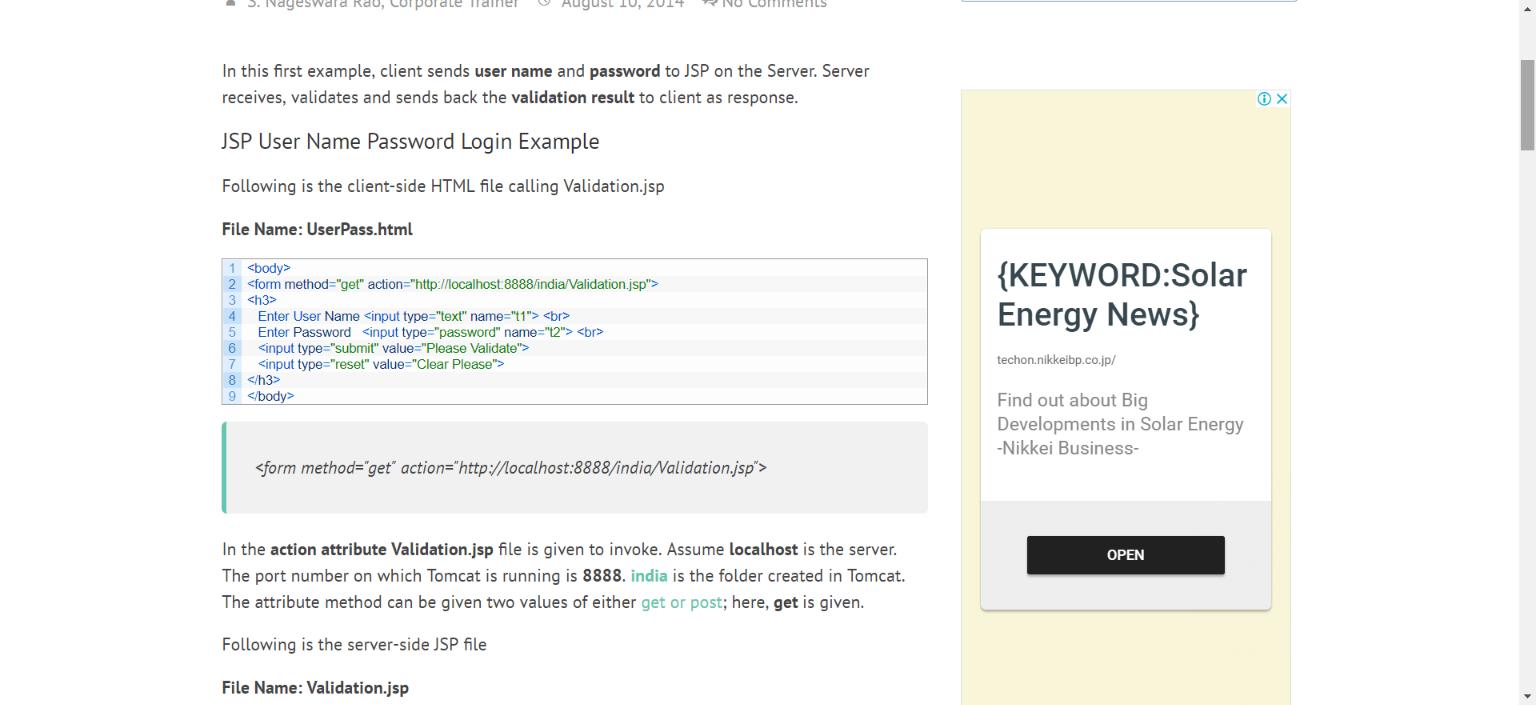 S. Nageswara Rao, Corporate Trainer August 10, 2014 No Comments
In this first example, client sends user name and password to JSP on the Server. Server
receives, validates and sends back the validation result to client as response.
JSP User Name Password Login Example
Following is the client-side HTML file calling Validation.jsp
File Name: UserPass.html
1 <body>
2 <form method="get" action="http://localhost:8888/india/Validation.jsp">
3 <h3>
4 Enter User Name <input type="text" name="t1"> <br>
5 Enter Password <input type="password" name="t2"> <br>
6 <input type="submit" value="Please Validate">
7 <input type="reset" value="Clear Please">
8 </h3>
9 </body>
<form method="get" action="http://localhost:8888/india/Validation.jsp">
In the action attribute Validation.jsp file is given to invoke. Assume localhost is the server.
The port number on which Tomcat is running is 8888. india is the folder created in Tomcat.
The attribute method can be given two values of either get or post; here, get is given.
Following is the server-side JSP file
File Name: Validation.jsp
{KEYWORD:Solar
Energy News}
techon.nikkeibp.co.jp/
Find out about Big
Developments in Solar Energy
-Nikkei Business-
OPEN